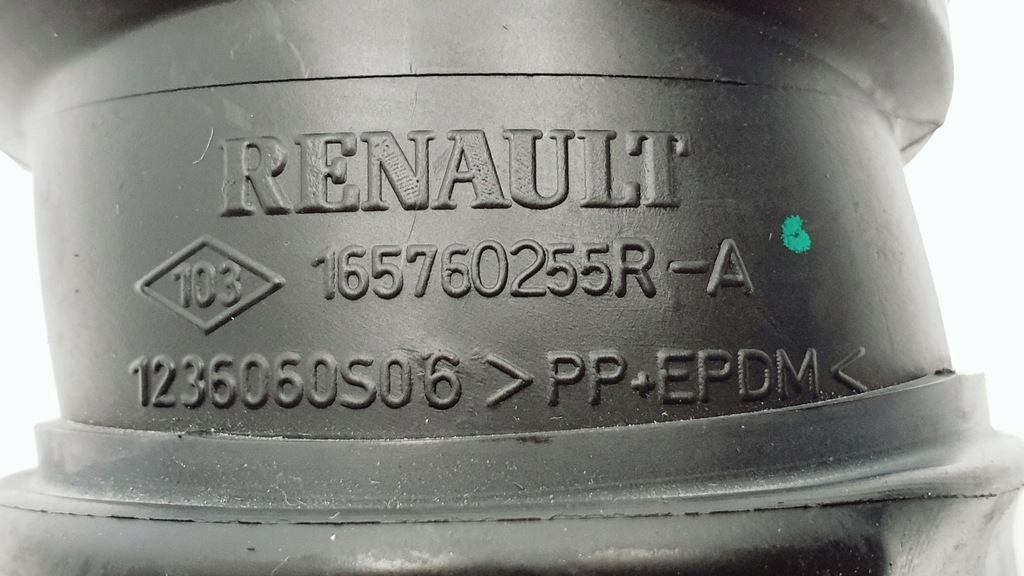 RENAULT
103 165760255R-A
1236060S06 >PP+EPDM<